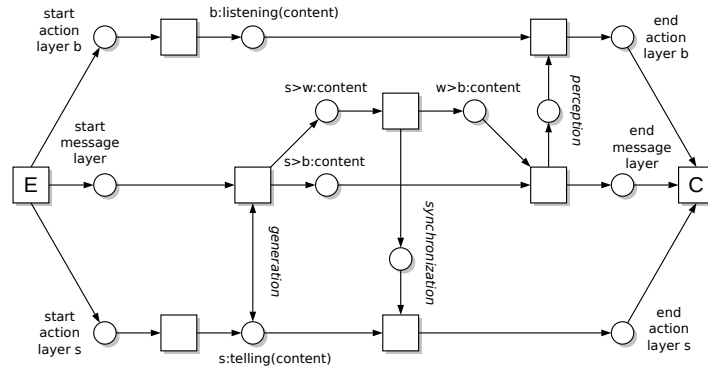 start
action
layer b
b:listening(content)
end
action
layer b
s>w:content
w>b:content
perception
start
message
layer
end
message
layer
E
s>b:content
C
generation
synchronization
start
action
layer s
s:telling(content)
end
action
layer s